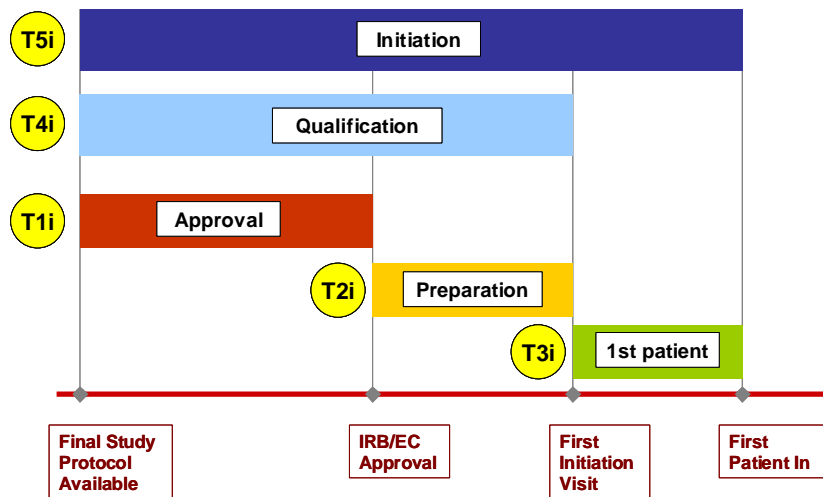 T5i
Initiation
T4i
Qualification
T1i
Approval
T2i
Preparation
T3i
1st patient
Final Study
Protocol
Available
IRB/EC
Approval
First
Initiation
Visit
First
Patient In